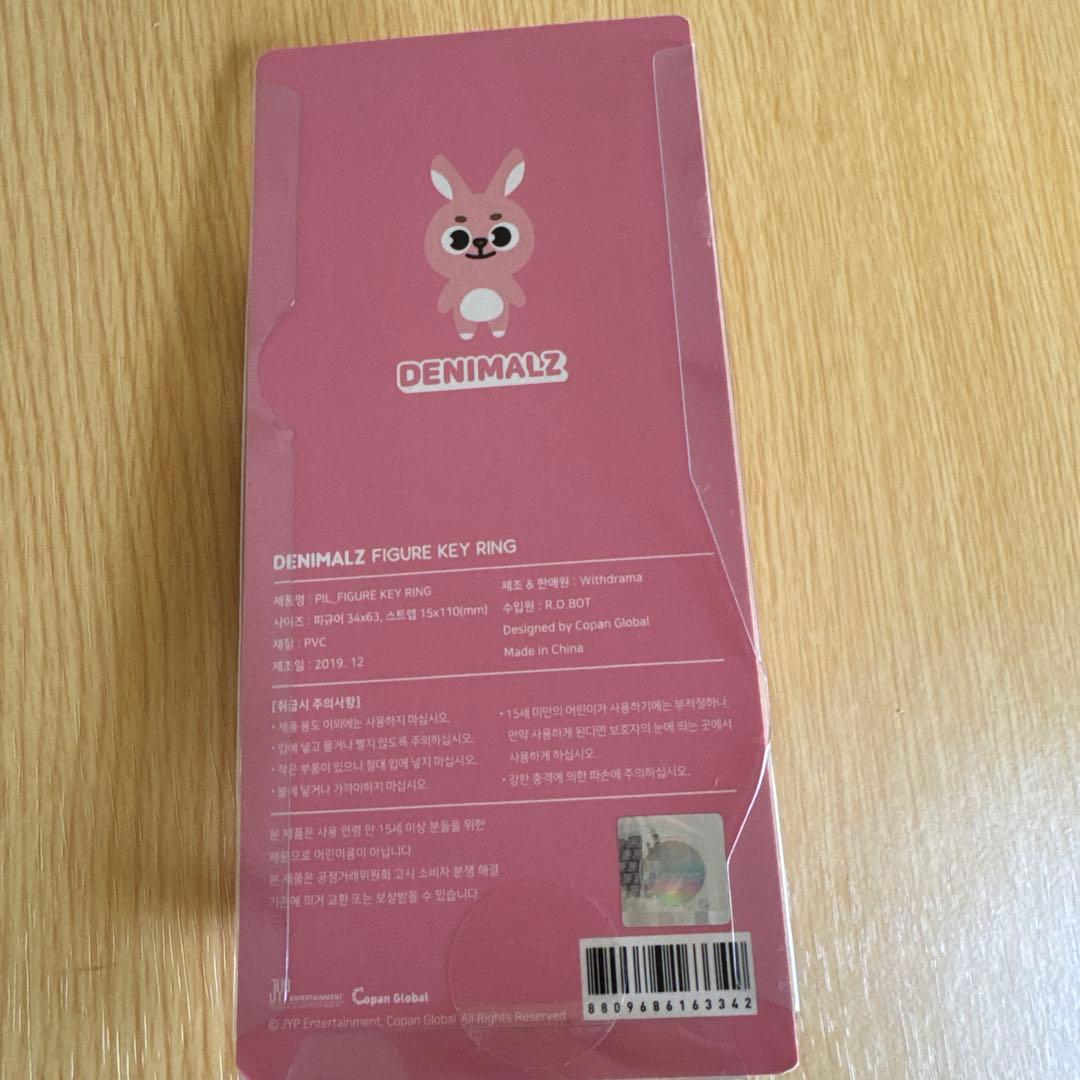 DENIMALZ
DENIMALZ FIGURE KEY RING
제품명 : PIL_FIGURE KEY RING
사이즈 : 피규어 34x63, 스트랩 15x110(mm)
재질 : PVC
제조일 : 2019. 12
제조 & 판매원 : Withdrama
수입원 : R.O.BOT
Designed by Copan Global
Made in China
[취급시 주의사항]
• 제품 용도 이외에는 사용하지 마십시오.
• 입에 넣고 물거나 빨지 않도록 주의하십시오.
• 작은 부품이 있으니 절대 입에 넣지 마십시오.
• 불에 닿거나 가까이하지 마십시오.
• 15세 미만의 어린이가 사용하기에는 부적절하나,
만약 사용하게 된다면 보호자의 눈에 띄는 곳에서
사용하게 하십시오.
• 강한 충격에 의한 파손에 주의하십시오.
본 제품은 사용 연령 만 15세 이상 분들을 위한
제품으로 어린이용이 아닙니다.
본 제품은 공정거래위원회 고시 소비자 분쟁 해결
기준에 의거 교환 또는 보상받을 수 있습니다.
JYP ENTERTAINMENT Copan Global
© JYP Entertainment, Copan Global All Rights Reserved
8809686163342